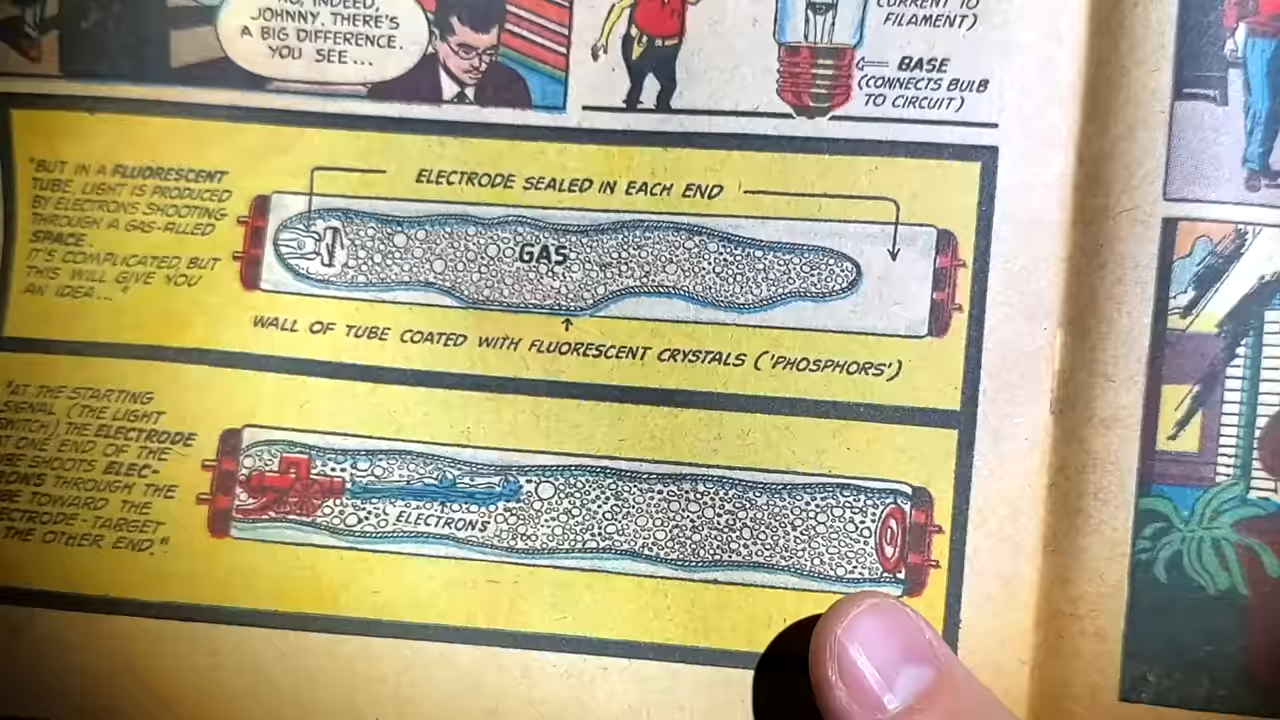 NO, INDEED,
JOHNNY. THERE'S
A BIG DIFFERENCE.
YOU SEE...
CURRENT TO
FILAMENT)
BASE
(CONNECTS BULB
TO CIRCUIT)
"BUT IN A FLUORESCENT
TUBE, LIGHT IS PRODUCED
BY ELECTRONS SHOOTING
THROUGH A GAS-FILLED
SPACE.
IT'S COMPLICATED, BUT
THIS WILL GIVE YOU
AN IDEA..."
ELECTRODE SEALED IN EACH END
GAS
WALL OF TUBE COATED WITH FLUORESCENT CRYSTALS ('PHOSPHORS')
"AT THE STARTING
SIGNAL (THE LIGHT
SWITCH) THE ELECTRODE
AT ONE END OF THE
TUBE SHOOTS ELEC-
TRONS THROUGH THE
TUBE TOWARD THE
ELECTRODE-TARGET
THE OTHER END."
ELECTRONS